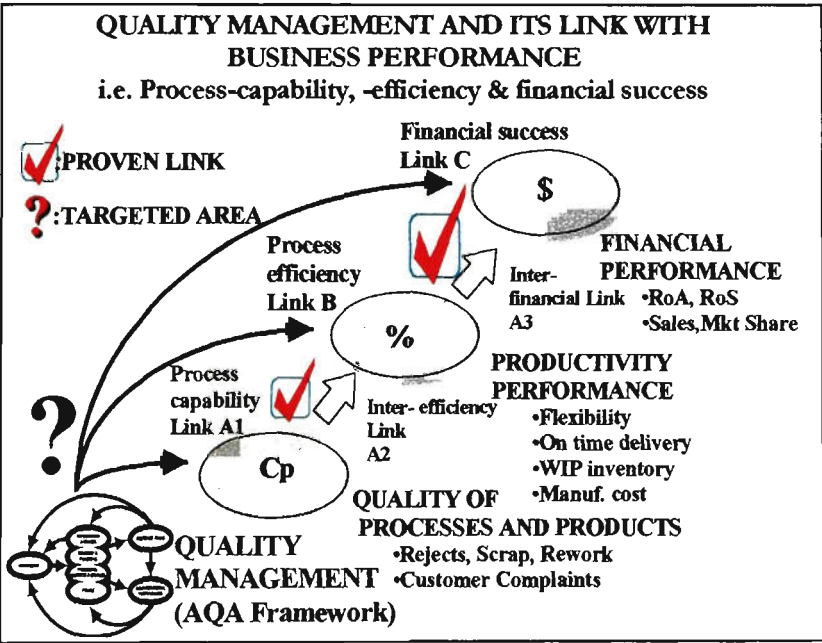 QUALITY MANAGEMENT AND ITS LINK WITH
BUSINESS PERFORMANCE
i.e. Process-capability, -efficiency & financial success
:PROVEN LINK
?:TARGETED AREA
Financial success
Link C
$
FINANCIAL
PERFORMANCE
•RoA, RoS
•Sales,Mkt Share
Inter-
financial Link
A3
Process
efficiency
Link B
%
PRODUCTIVITY
PERFORMANCE
•Flexibility
•On time delivery
•WIP inventory
•Manuf. cost
Inter- efficiency
Link
A2
Process
capability
Link A1
Cp
?
QUALITY OF
PROCESSES AND PRODUCTS
•Rejects, Scrap, Rework
•Customer Complaints
QUALITY
MANAGEMENT
(AQA Framework)